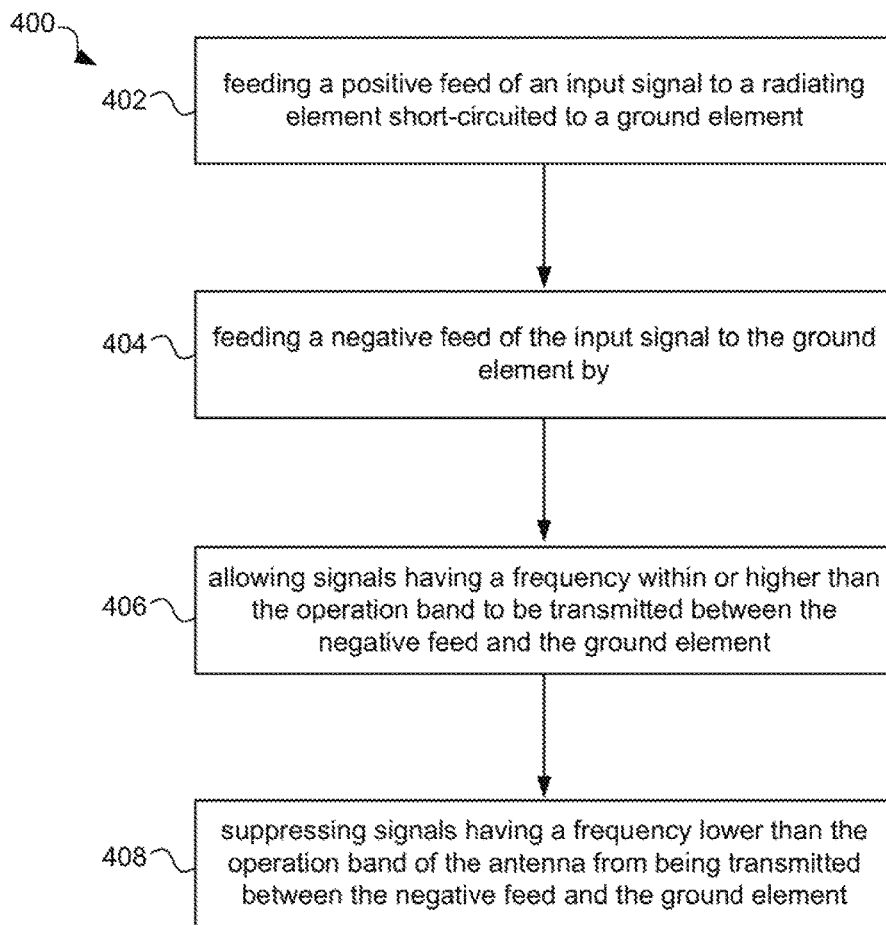 400
402
feeding a positive feed of an input signal to a radiating
element short-circuited to a ground element
404
feeding a negative feed of the input signal to the ground
element by
406
allowing signals having a frequency within or higher than
the operation band to be transmitted between the
negative feed and the ground element
408
suppressing signals having a frequency lower than the
operation band of the antenna from being transmitted
between the negative feed and the ground element